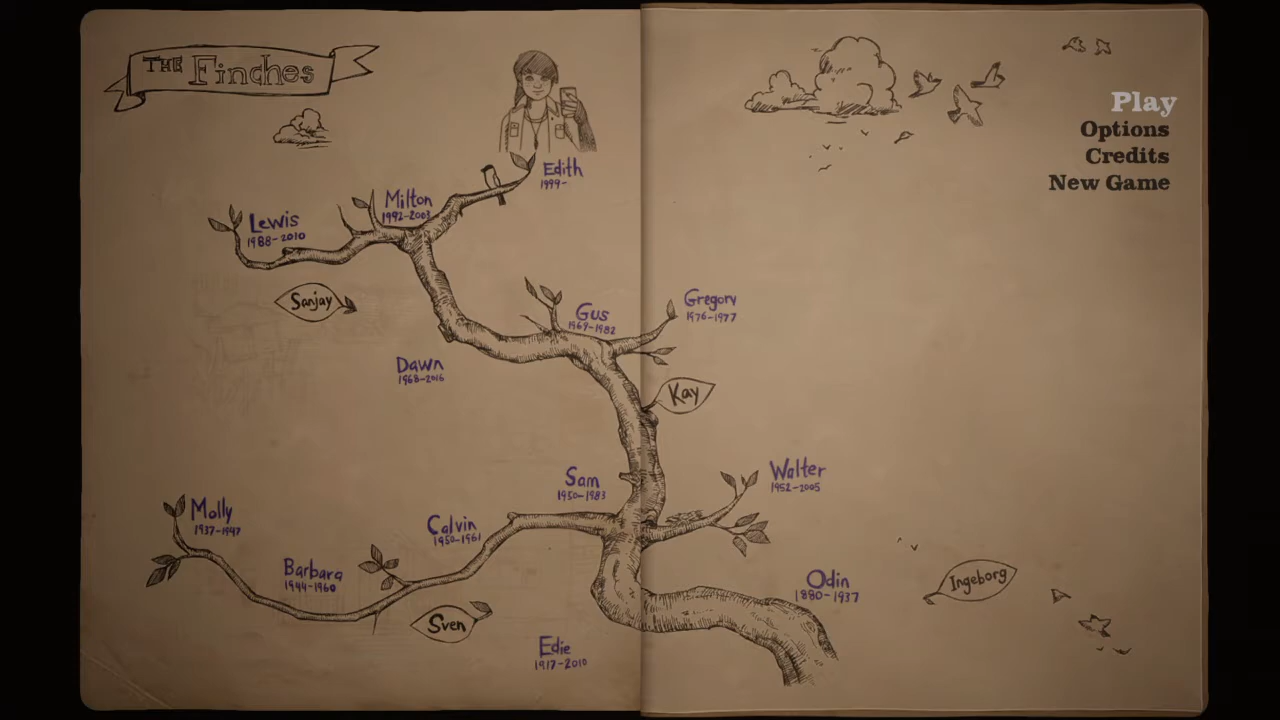 THE Finches
Play
Options
Credits
New Game
Edith
1999-
Milton
1992-2003
Lewis
1988-2010
Sanjay
Gus
1969-1982
Gregory
1976-1977
Dawn
1968-2016
Kay
Sam
1950-1983
Walter
1952-2005
Molly
1937-1947
Calvin
1950-1961
Barbara
1944-1960
Odin
1880-1937
Ingeborg
Sven
Edie
1917-2010